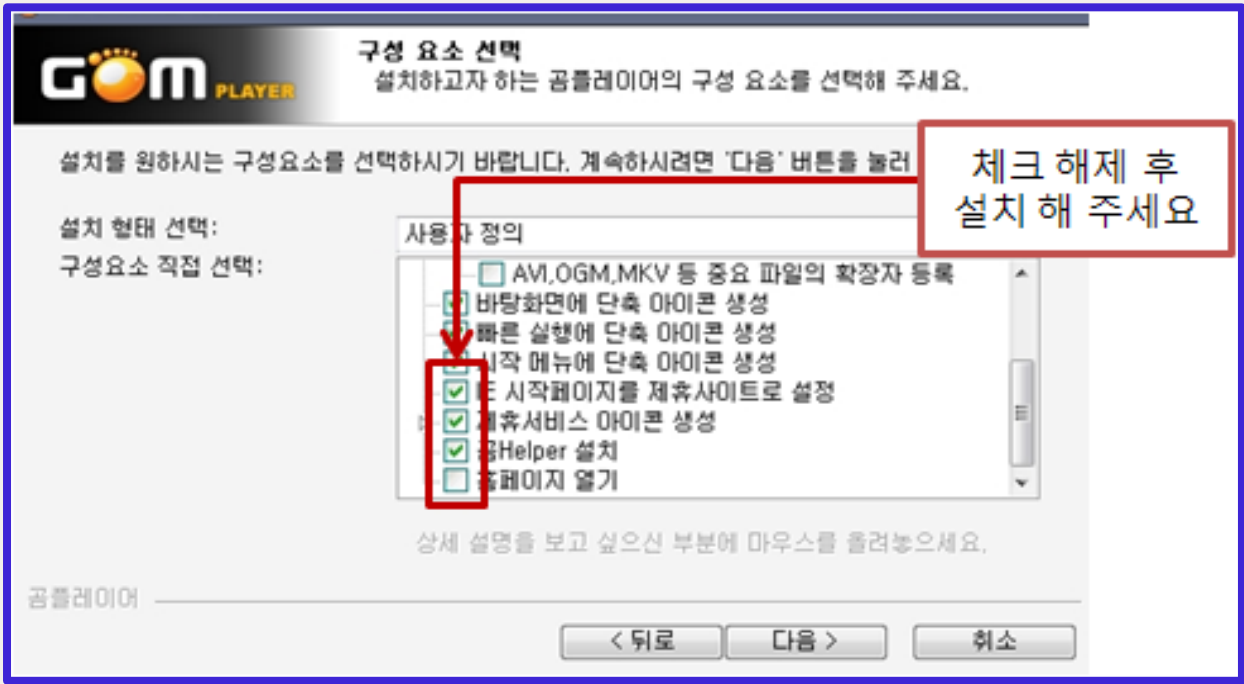 GOM PLAYER
구성 요소 선택
설치하고자 하는 곰플레이어의 구성 요소를 선택해 주세요.
설치를 원하시는 구성요소를 선택하시기 바랍니다. 계속하시려면 '다음' 버튼을 눌러
체크 해제 후
설치 해 주세요
설치 형태 선택:
사용자 정의
구성요소 직접 선택:
AVI,OGM,MKV 등 중요 파일의 확장자 등록
바탕화면에 단축 아이콘 생성
빠른 실행에 단축 아이콘 생성
시작 메뉴에 단축 아이콘 생성
IE 시작페이지를 제휴사이트로 설정
제휴서비스 아이콘 생성
곰Helper 설치
홈페이지 열기
상세 설명을 보고 싶으신 부분에 마우스를 올려놓으세요.
곰플레이어
< 뒤로
다음 >
취소